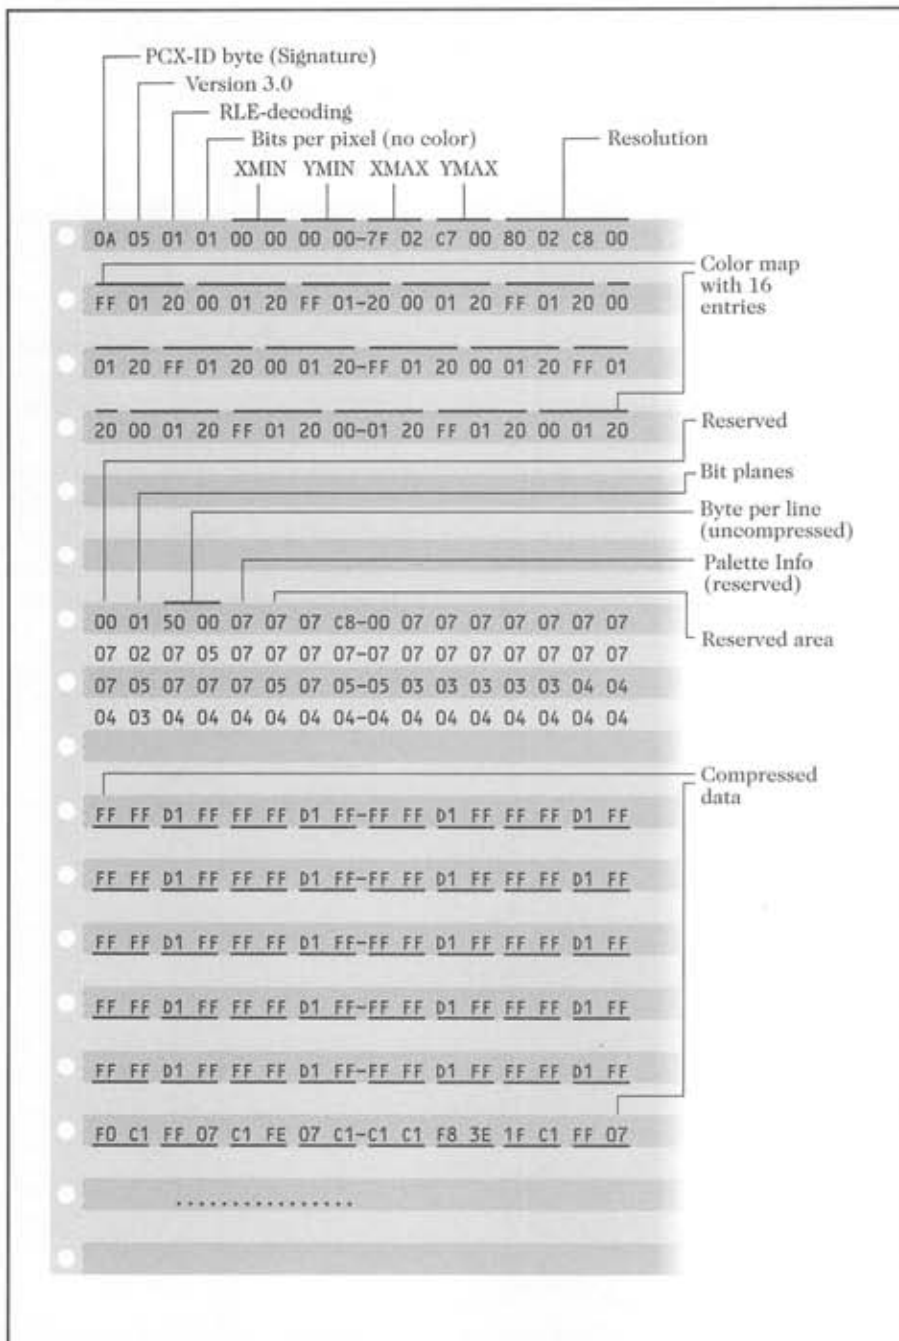 PCX-ID byte (Signature)
Version 3.0
RLE-decoding
Bits per pixel (no color)
Resolution
XMIN YMIN XMAX YMAX
0A 05 01 01 00 00 00 00-7F 02 C7 00 80 02 C8 00
Color map
with 16
entries
FF 01 20 00 01 20 FF 01-20 00 01 20 FF 01 20 00
01 20 FF 01 20 00 01 20-FF 01 20 00 01 20 FF 01
20 00 01 20 FF 01 20 00-01 20 FF 01 20 00 01 20
Reserved
Bit planes
Byte per line
(uncompressed)
Palette Info
(reserved)
00 01 50 00 07 07 07 C8-00 07 07 07 07 07 07 07
Reserved area
07 02 07 05 07 07 07 07-07 07 07 07 07 07 07 07
07 05 07 07 07 05 07 05-05 03 03 03 03 03 04 04
04 03 04 04 04 04 04 04-04 04 04 04 04 04 04 04
Compressed
data
FF FF D1 FF FF FF D1 FF-FF FF D1 FF FF FF D1 FF
FF FF D1 FF FF FF D1 FF-FF FF D1 FF FF FF D1 FF
FF FF D1 FF FF FF D1 FF-FF FF D1 FF FF FF D1 FF
FF FF D1 FF FF FF D1 FF-FF FF D1 FF FF FF D1 FF
FF FF D1 FF FF FF D1 FF-FF FF D1 FF FF FF D1 FF
F0 C1 FF 07 C1 FE 07 C1-C1 C1 F8 3E 1F C1 FF 07
................